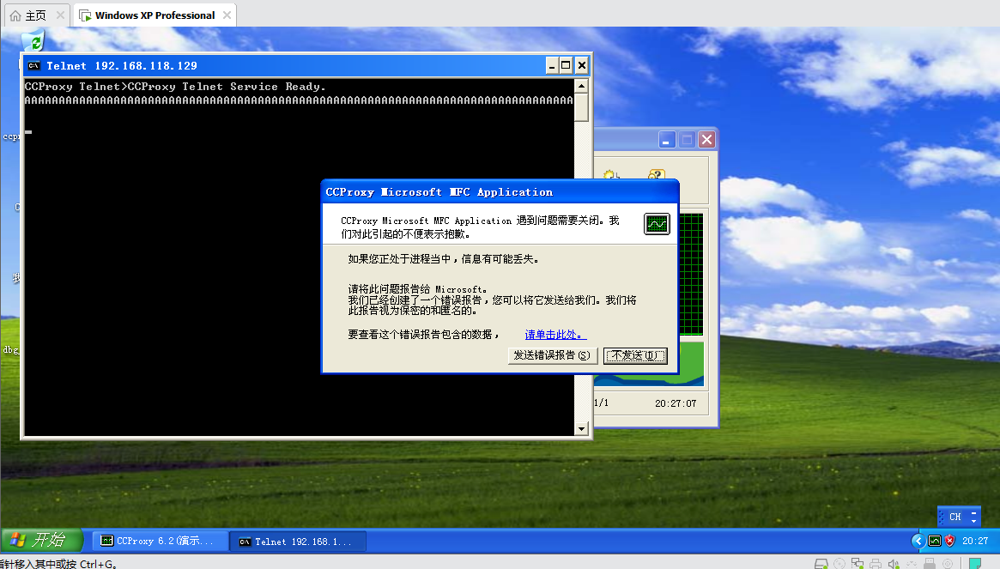 主页
Windows XP Professional
Telnet 192.168.118.129
CCProxy Telnet>CCProxy Telnet Service Ready.
CCProxy Microsoft MFC Application
CCProxy Microsoft MFC Application 遇到问题需要关闭。我
们对此引起的不便表示抱歉。
如果您正处于进程当中，信息有可能丢失。
请将此问题报告给 Microsoft。
我们已经创建了一个错误报告，您可以将它发送给我们。我们将
此报告视为保密的和匿名的。
要查看这个错误报告包含的数据， 请单击此处。
发送错误报告(S) 不发送(D)
1/1 20:27:07
CH
开始
CCProxy 6.2(演示...
Telnet 192.168.1...
20:27
指针移入其中或按 Ctrl+G。